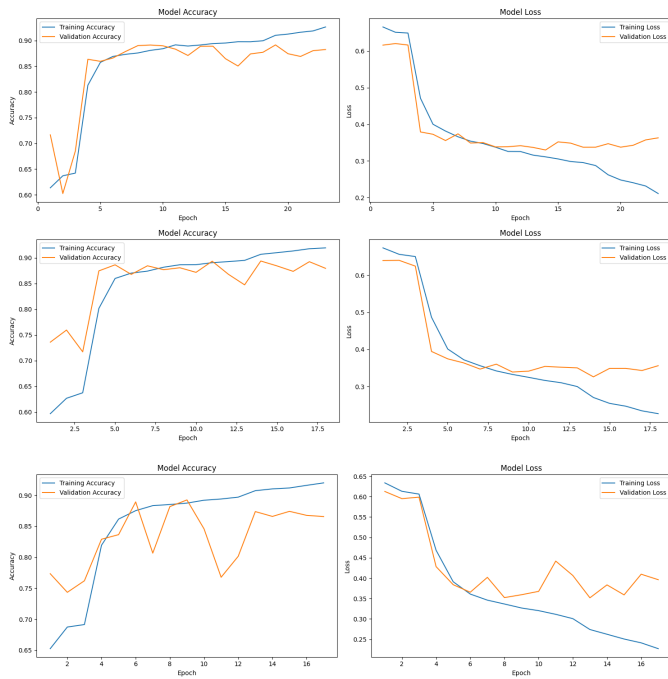 Model Accuracy
Training Accuracy
Validation Accuracy
Accuracy
0.90
0.85
0.80
0.75
0.70
0.65
0.60
0
5
10
15
20
Epoch
Model Loss
Training Loss
Validation Loss
Loss
0.6
0.5
0.4
0.3
0.2
0
5
10
15
20
Epoch
Model Accuracy
Training Accuracy
Validation Accuracy
Accuracy
0.90
0.85
0.80
0.75
0.70
0.65
0.60
2.5
5.0
7.5
10.0
12.5
15.0
17.5
Epoch
Model Loss
Training Loss
Validation Loss
Loss
0.6
0.5
0.4
0.3
2.5
5.0
7.5
10.0
12.5
15.0
17.5
Epoch
Model Accuracy
Training Accuracy
Validation Accuracy
Accuracy
0.90
0.85
0.80
0.75
0.70
0.65
2
4
6
8
10
12
14
16
Epoch
Model Loss
Training Loss
Validation Loss
Loss
0.65
0.60
0.55
0.50
0.45
0.40
0.35
0.30
0.25
2
4
6
8
10
12
14
16
Epoch